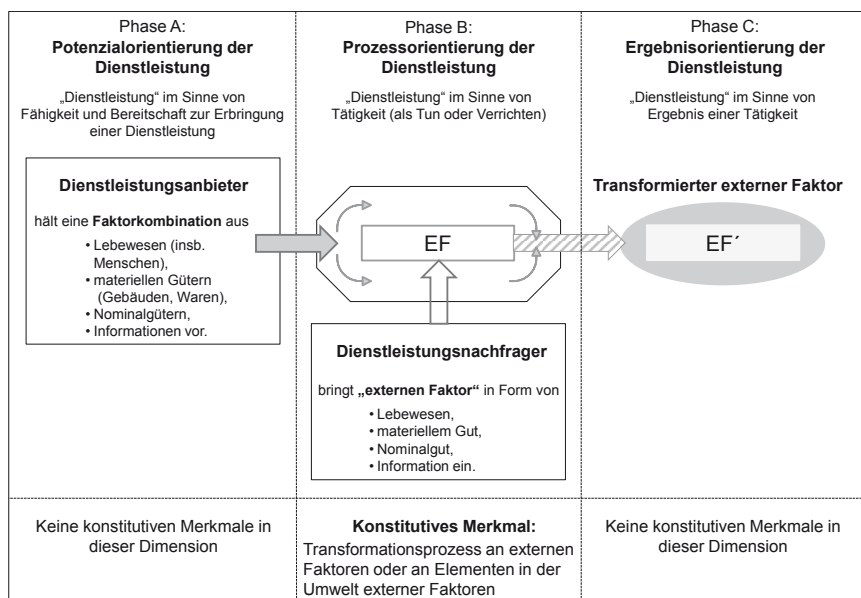 Phase A:
Potenzialorientierung der
Dienstleistung
„Dienstleistung“ im Sinne von
Fähigkeit und Bereitschaft zur Erbringung
einer Dienstleistung
Dienstleistungsanbieter
hält eine Faktorkombination aus
• Lebewesen (insb.
Menschen),
• materiellen Gütern
(Gebäuden, Waren),
• Nominalgütern,
• Informationen vor.
Keine konstitutiven Merkmale in
dieser Dimension
Phase B:
Prozessorientierung der
Dienstleistung
„Dienstleistung“ im Sinne von
Tätigkeit (als Tun oder Verrichten)
EF
Dienstleistungsnachfrager
bringt „externen Faktor“ in Form von
• Lebewesen,
• materiellem Gut,
• Nominalgut,
• Information ein.
Konstitutives Merkmal:
Transformationsprozess an externen
Faktoren oder an Elementen in der
Umwelt externer Faktoren
Phase C:
Ergebnisorientierung der
Dienstleistung
„Dienstleistung“ im Sinne von
Ergebnis einer Tätigkeit
Transformierter externer Faktor
EF´
Keine konstitutiven Merkmale in
dieser Dimension